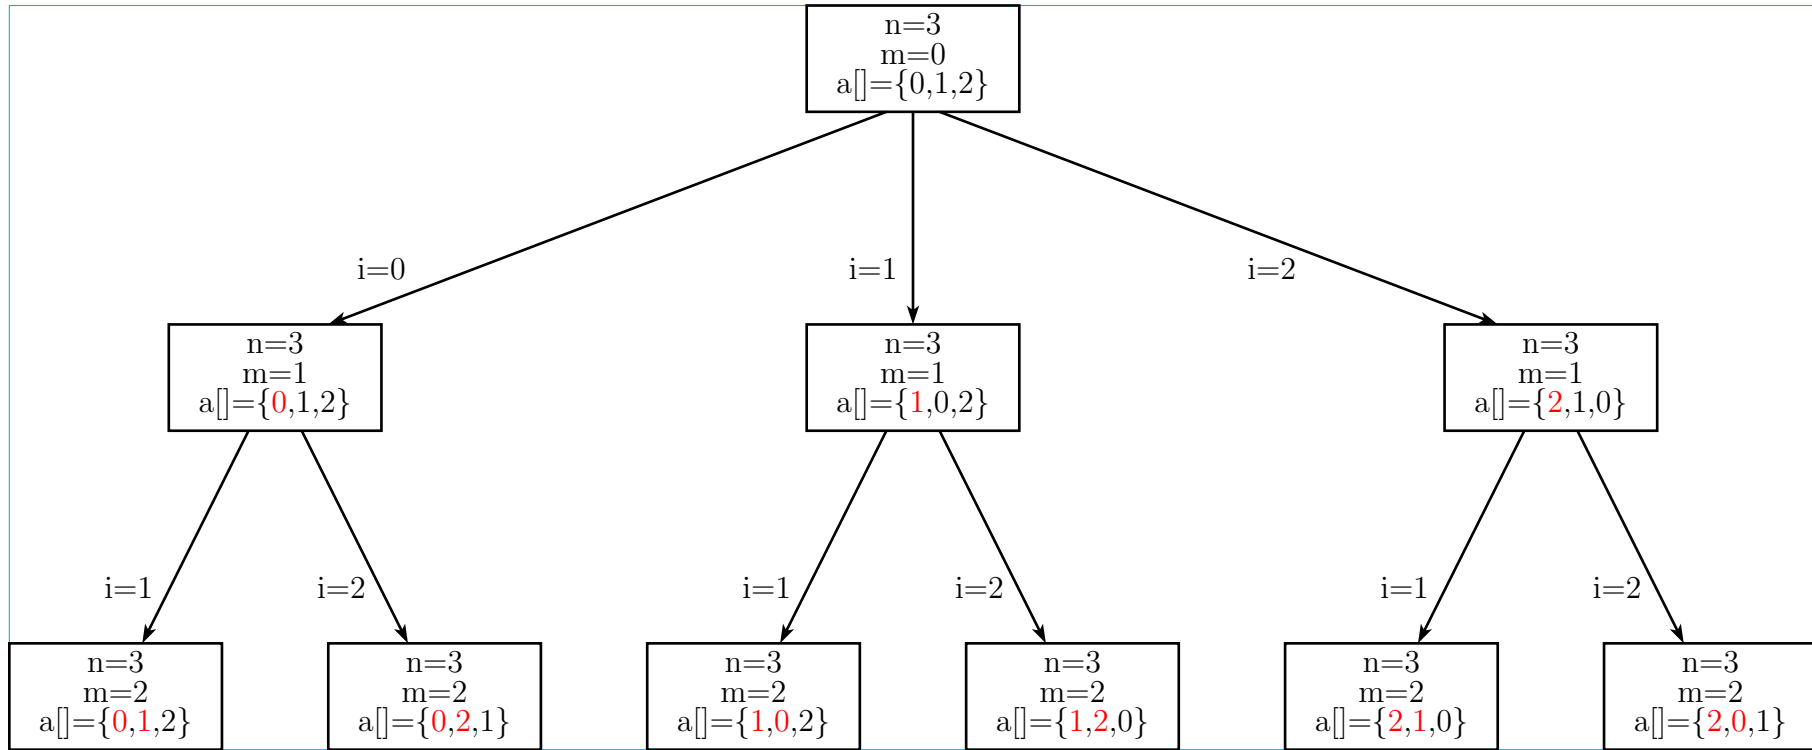 n=3
m=0
a[]={0,1,2}
i=0
i=1
i=2
n=3
m=1
a[]={0,1,2}
n=3
m=1
a[]={1,0,2}
n=3
m=1
a[]={2,1,0}
i=1
i=2
i=1
i=2
i=1
i=2
n=3
m=2
a[]={0,1,2}
n=3
m=2
a[]={0,2,1}
n=3
m=2
a[]={1,0,2}
n=3
m=2
a[]={1,2,0}
n=3
m=2
a[]={2,1,0}
n=3
m=2
a[]={2,0,1}